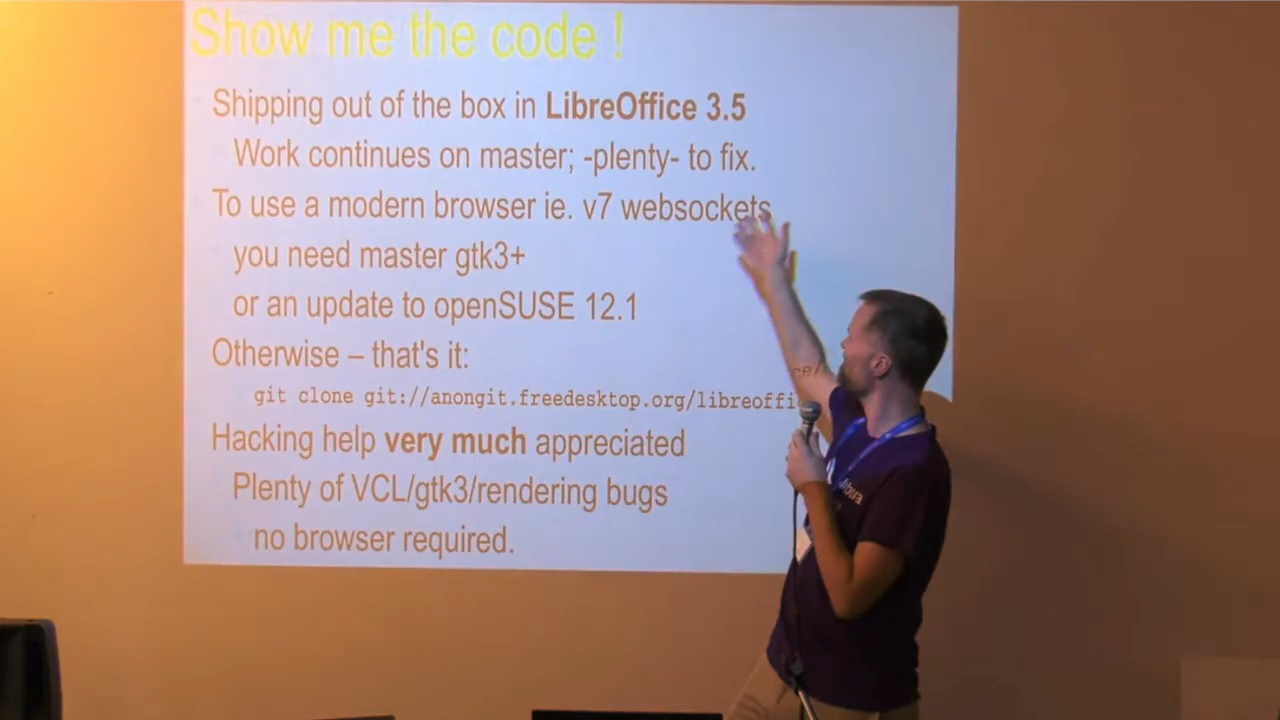 Show me the code !
Shipping out of the box in LibreOffice 3.5
Work continues on master; -plenty- to fix.
To use a modern browser ie. v7 websockets
you need master gtk3+
or an update to openSUSE 12.1
Otherwise – that's it:
git clone git://anongit.freedesktop.org/libreoffi ce/
Hacking help very much appreciated
Plenty of VCL/gtk3/rendering bugs
no browser required.